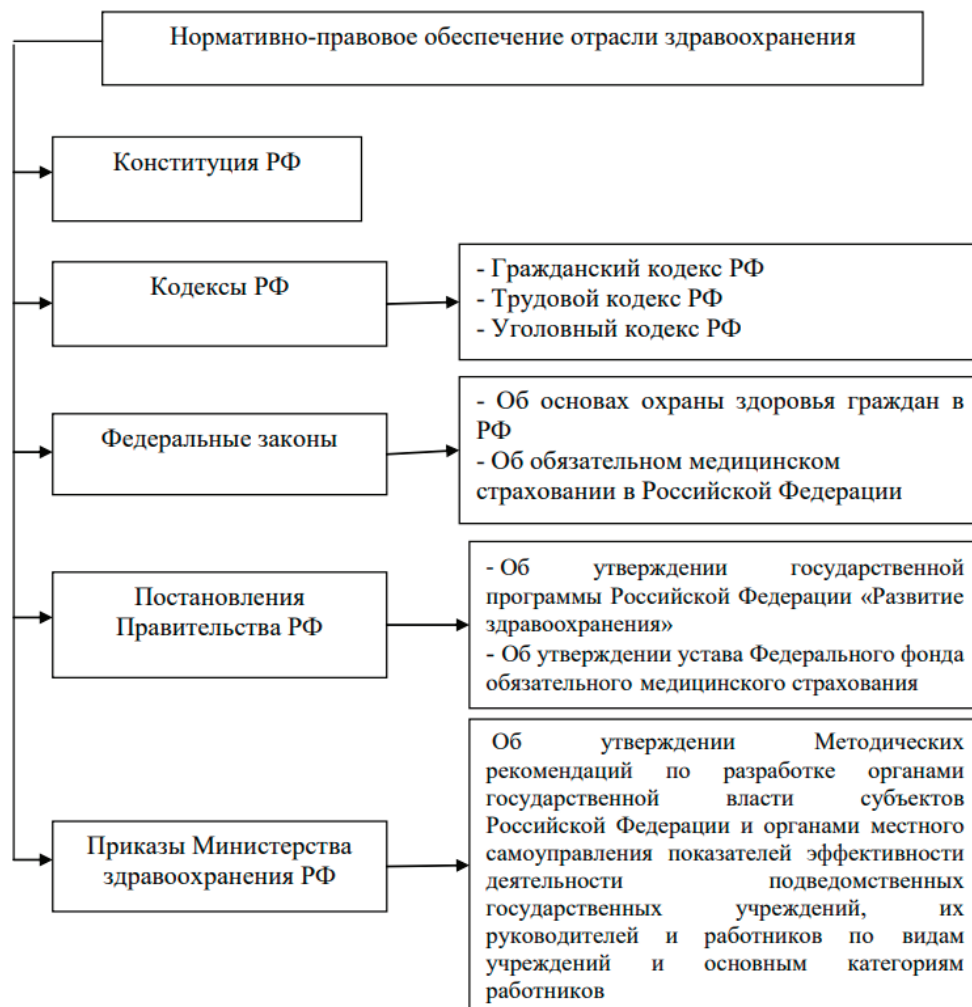 Нормативно-правовое обеспечение отрасли здравоохранения
Конституция РФ
Кодексы РФ
- Гражданский кодекс РФ
- Трудовой кодекс РФ
- Уголовный кодекс РФ
Федеральные законы
- Об основах охраны здоровья граждан в
РФ
- Об обязательном медицинском
страховании в Российской Федерации
Постановления
Правительства РФ
- Об утверждении государственной
программы Российской Федерации «Развитие
здравоохранения»
- Об утверждении устава Федерального фонда
обязательного медицинского страхования
Приказы Министерства
здравоохранения РФ
Об утверждении Методических
рекомендаций по разработке органами
государственной власти субъектов
Российской Федерации и органами местного
самоуправления показателей эффективности
деятельности подведомственных
государственных учреждений, их
руководителей и работников по видам
учреждений и основным категориям
работников